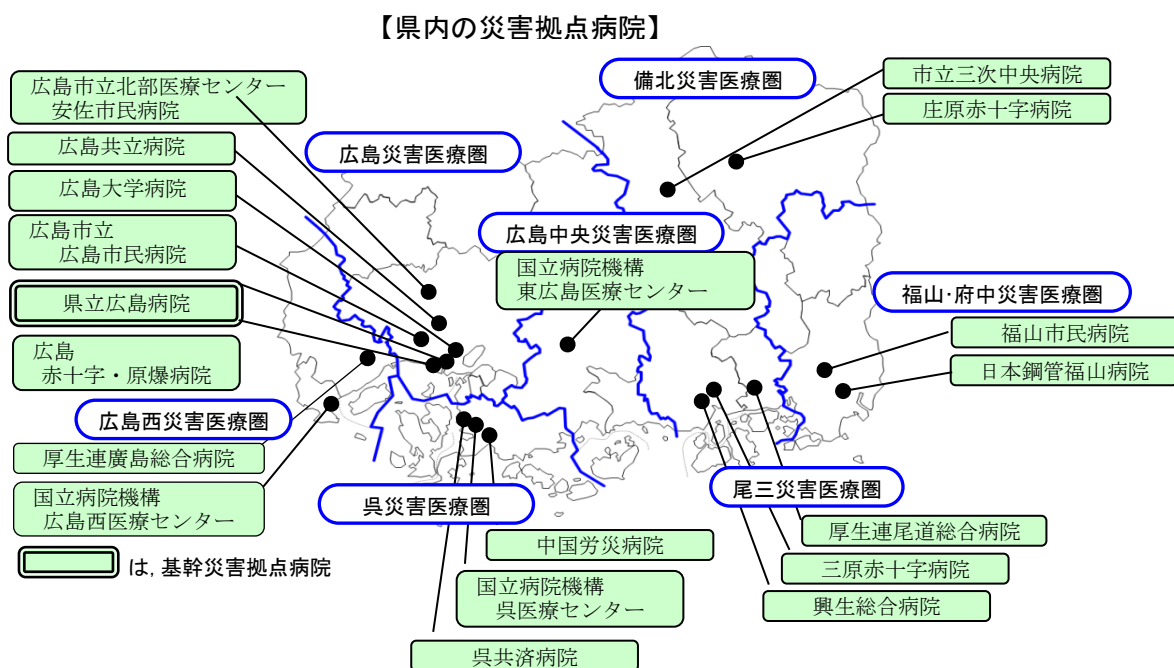 【県内の災害拠点病院】
広島市立北部医療センター
安佐市民病院
広島共立病院
広島大学病院
広島市立
広島市民病院
県立広島病院
広島
赤十字・原爆病院
広島西災害医療圏
厚生連廣島総合病院
国立病院機構
広島西医療センター
は，基幹災害拠点病院
広島災害医療圏
備北災害医療圏
市立三次中央病院
庄原赤十字病院
広島中央災害医療圏
国立病院機構
東広島医療センター
福山・府中災害医療圏
福山市民病院
日本鋼管福山病院
呉災害医療圏
中国労災病院
国立病院機構
呉医療センター
呉共済病院
尾三災害医療圏
厚生連尾道総合病院
三原赤十字病院
興生総合病院